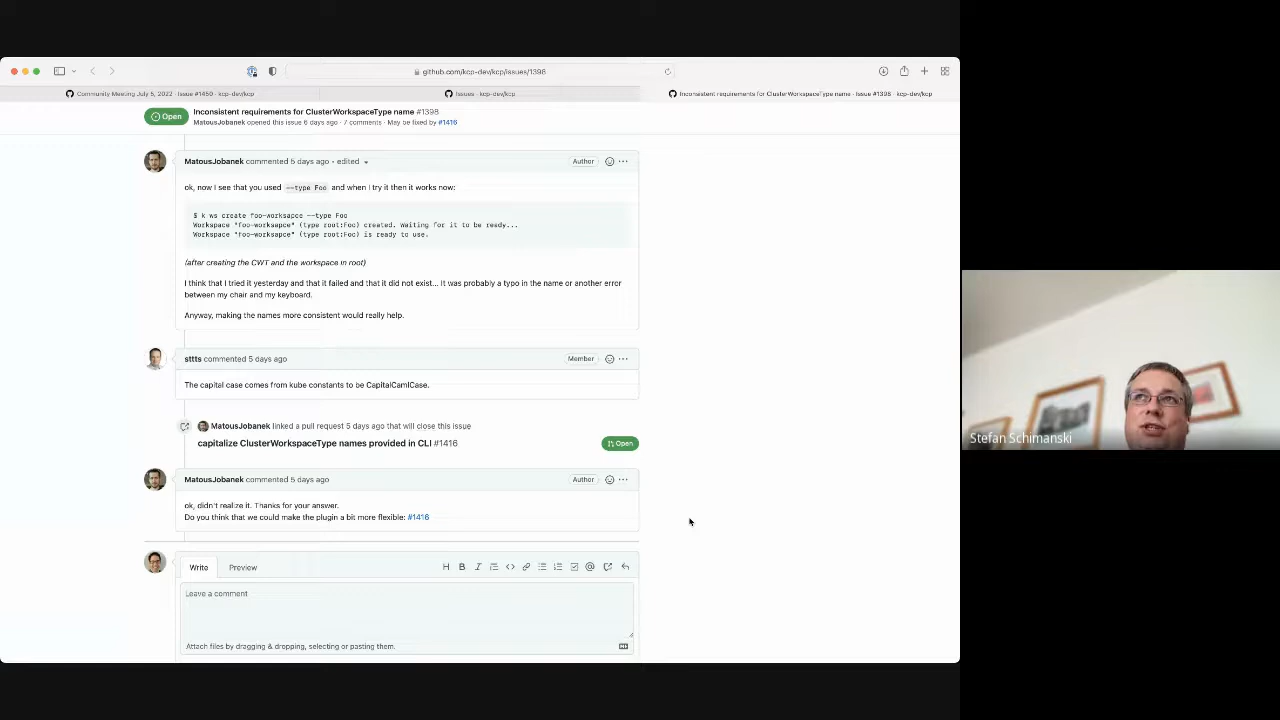 github.com/kcp-dev/kcp/issues/1398
Community Meeting July 5, 2022 · Issue #1450 · kcp-dev/kcp
Issues · kcp-dev/kcp
Inconsistent requirements for ClusterWorkspaceType name · Issue #1398 · kcp-dev/kcp
Open
Inconsistent requirements for ClusterWorkspaceType name #1398
MatousJobanek opened this issue 6 days ago · 7 comments · May be fixed by #1416
MatousJobanek commented 5 days ago · edited
Author
ok, now I see that you used --type Foo and when I try it then it works now:
$ k ws create foo-worksapce --type Foo
Workspace "foo-worksapce" (type root:Foo) created. Waiting for it to be ready...
Workspace "foo-worksapce" (type root:Foo) is ready to use.
(after creating the CWT and the workspace in root)
I think that I tried it yesterday and that it failed and that it did not exist... It was probably a typo in the name or another error
between my chair and my keyboard.
Anyway, making the names more consistent would really help.
sttts commented 5 days ago
Member
The capital case comes from kube constants to be CapitalCamlCase.
MatousJobanek linked a pull request 5 days ago that will close this issue
capitalize ClusterWorkspaceType names provided in CLI #1416
Open
MatousJobanek commented 5 days ago
Author
ok, didn't realize it. Thanks for your answer.
Do you think that we could make the plugin a bit more flexible: #1416
Write
Preview
Leave a comment
Attach files by dragging & dropping, selecting or pasting them.
Stefan Schimanski